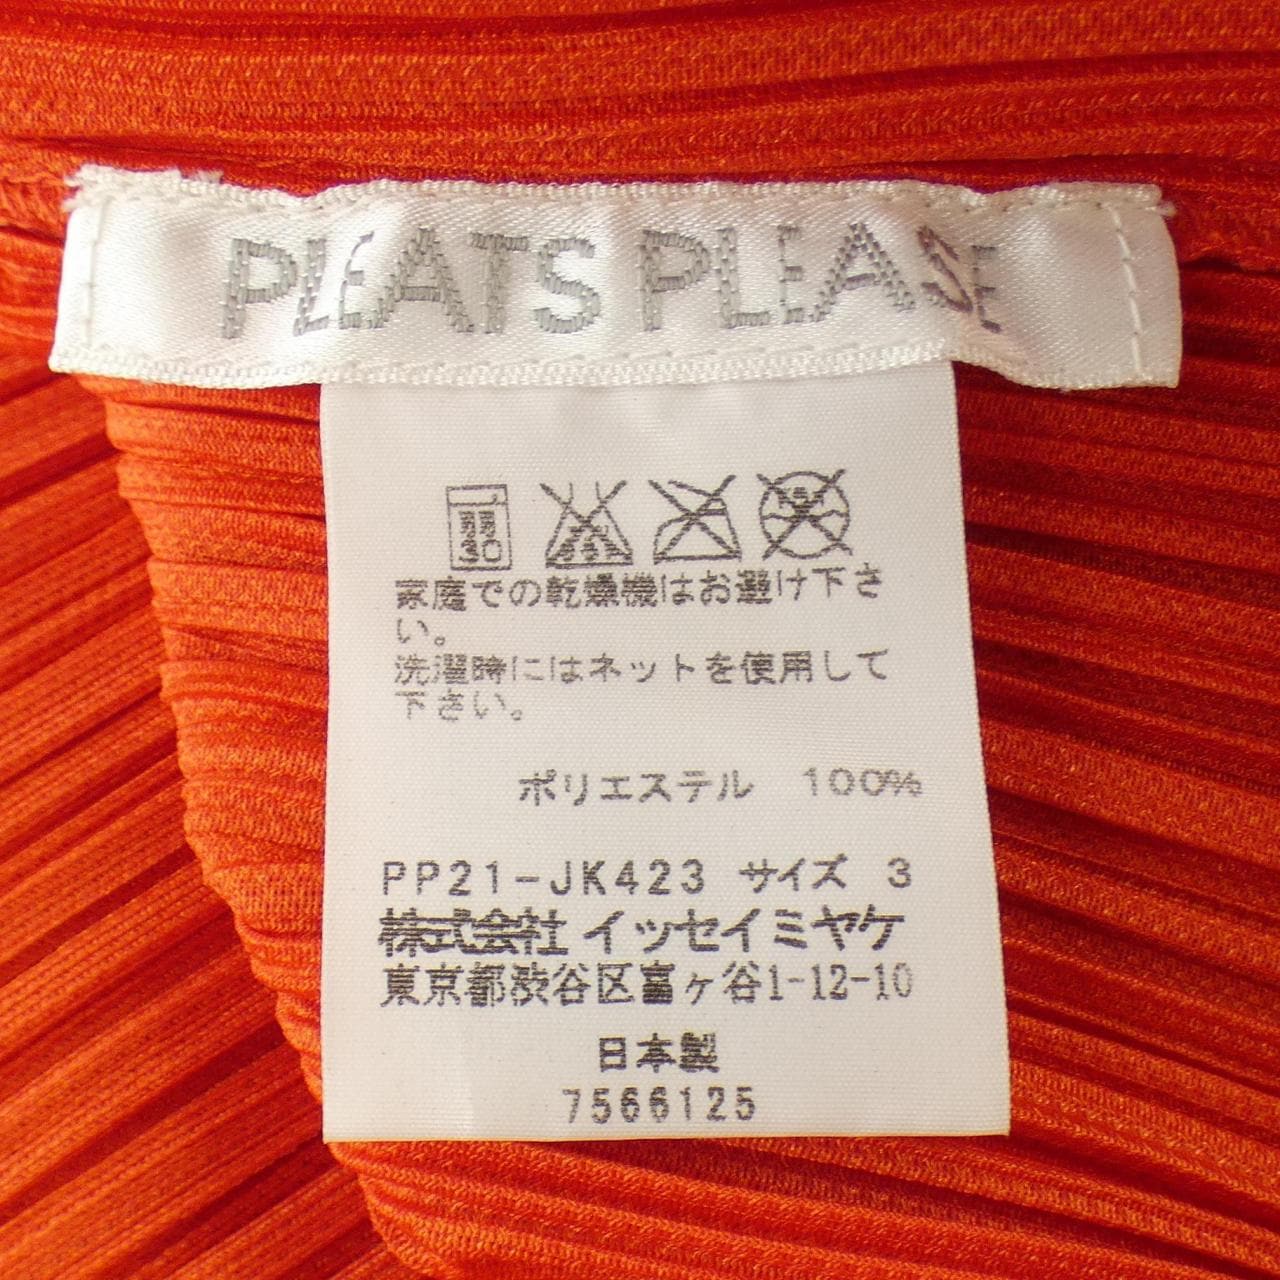 PLEATS PLEASE
30
家庭での乾燥機はお避け下さ
い。
洗濯時にはネットを使用して
下さい。
ポリエステル 100%
PP21-JK423 サイズ 3
株式会社 イッセイミヤケ
東京都渋谷区富ヶ谷1-12-10
日本製
7566125